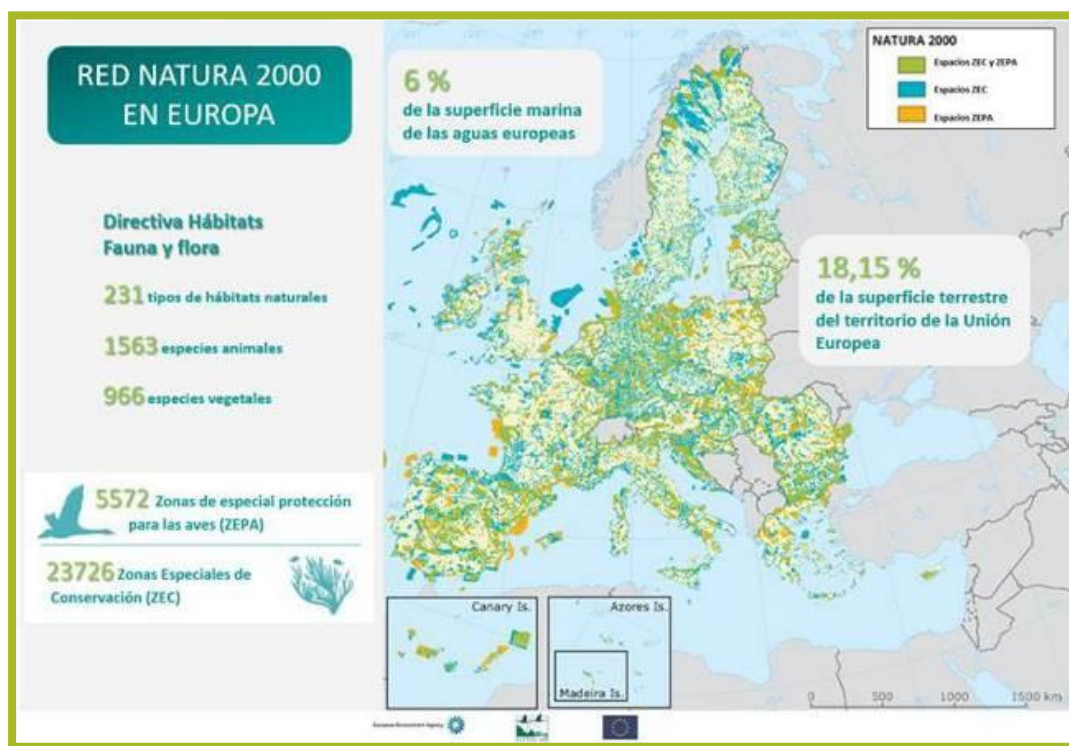 RED NATURA 2000
EN EUROPA
6 %
de la superficie marina
de las aguas europeas
NATURA 2000
Espacios ZEC y ZEPA
Espacios ZEC
Espacios ZEPA
Directiva Hábitats
Fauna y flora
231 tipos de hábitats naturales
1563 especies animales
966 especies vegetales
18,15 %
de la superficie terrestre
del territorio de la Unión
Europea
5572 Zonas de especial protección
para las aves (ZEPA)
23726 Zonas Especiales de
Conservación (ZEC)
Canary Is.
Azores Is.
Madeira Is.
0 500 1000 1500 km
European Environment Agency